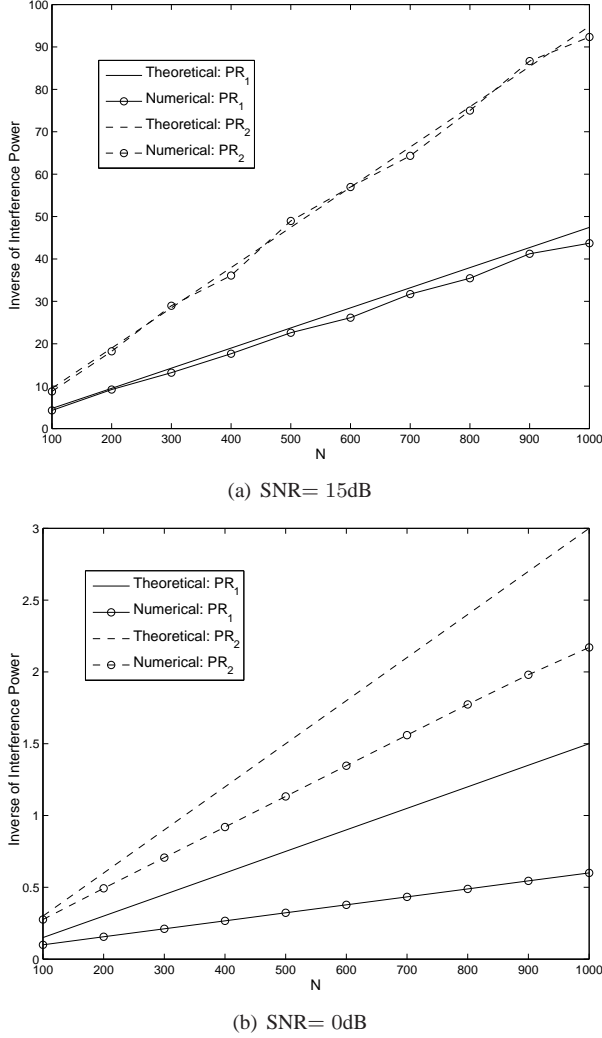 100
90
80
70
60
50
40
30
20
10
0
Inverse of Interference Power
Theoretical: PR1
Numerical: PR1
Theoretical: PR2
Numerical: PR2
100 200 300 400 500 600 700 800 900 1000
N
(a) SNR= 15dB
3
2.5
2
1.5
1
0.5
0
Inverse of Interference Power
Theoretical: PR1
Numerical: PR1
Theoretical: PR2
Numerical: PR2
100 200 300 400 500 600 700 800 900 1000
N
(b) SNR= 0dB